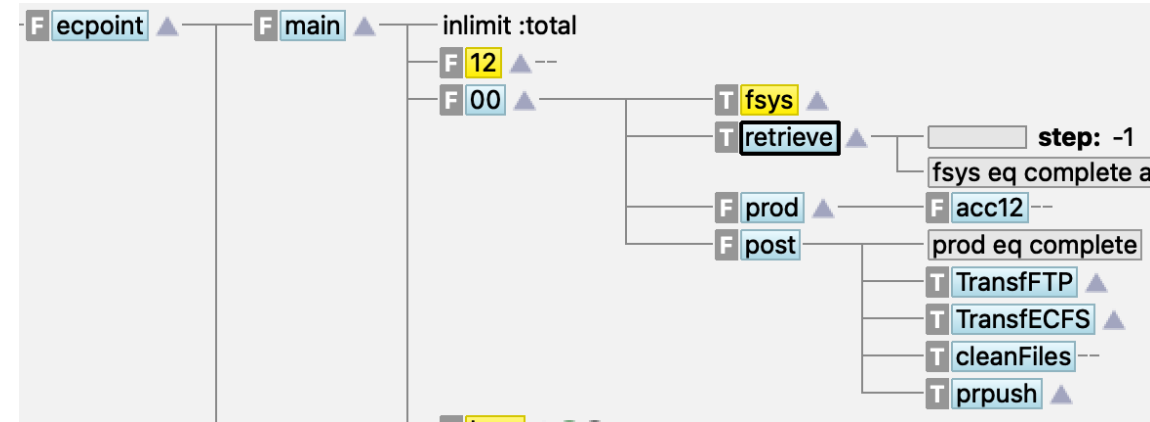 F ecpoint F main inlimit :total
F 12
F 00 T fsys
T retrieve step: -1
fsys eq complete a
F prod F acc12
F post prod eq complete
T TransfFTP
T TransfECFS
T cleanFiles
T prpush